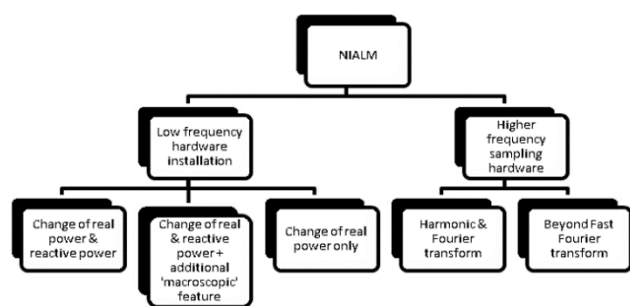 NIALM
Low frequency
hardware
installation
Higher
frequency
sampling
hardware
Change of real
power & reactive power
Change of real
& reactive
power+
additional
'macroscopic'
feature
Change of real
power only
Harmonic &
Fourier
transform
Beyond Fast
Fourier
transform